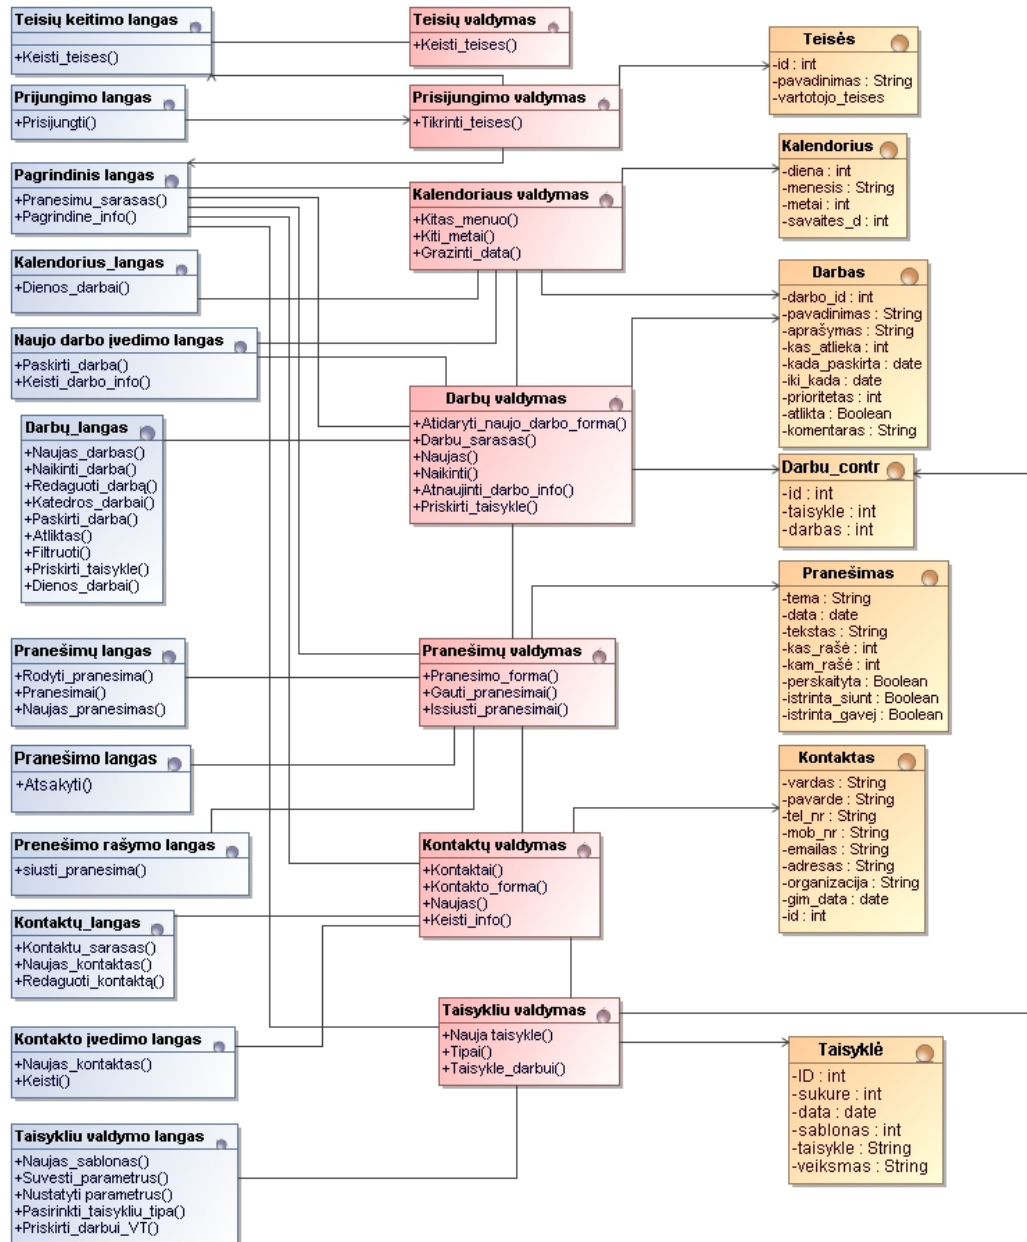 Teisių keitimo langas
+Keisti_teises()
Prijungimo langas
+Prisijungti()
Pagrindinis langas
+Pranesimu_sarasas()
+Pagrindine_info()
Kalendorius_langas
+Dienos_darbai()
Naujo darbo įvedimo langas
+Paskirti_darba()
+Keisti_darbo_info()
Darbų_langas
+Naujas_darbas()
+Naikinti_darba()
+Redaguoti_darbą()
+Katedros_darbai()
+Paskirti_darba()
+Atliktas()
+Filtruoti()
+Priskirti_taisykle()
+Dienos_darbai()
Pranešimų langas
+Rodyti_pranesima()
+Pranesimai()
+Naujas_pranesimas()
Pranešimo langas
+Atsakyti()
Prenešimo rašymo langas
+siusti_pranesima()
Kontaktų_langas
+Kontaktu_sarasas()
+Naujas_kontaktas()
+Redaguoti_kontaktą()
Kontakto įvedimo langas
+Naujas_kontaktas()
+Keisti()
Taisykliu valdymo langas
+Naujas_sablonas()
+Suvesti_parametrus()
+Nustatyti parametrus()
+Pasirinkti_taisykliu_tipa()
+Priskirti_darbui_VT()
Teisių valdymas
+Keisti_teises()
Prisijungimo valdymas
+Tikrinti_teises()
Kalendoriaus valdymas
+Kitas_menuo()
+Kiti_metai()
+Grazinti_data()
Darbų valdymas
+Atidaryti_naujo_darbo_forma()
+Darbu_sarasas()
+Naujas()
+Naikinti()
+Atnaujinti_darbo_info()
+Priskirti_taisykle()
Pranešimų valdymas
+Pranesimo_forma()
+Gauti_pranesimai()
+Issiusti_pranesimai()
Kontaktų valdymas
+Kontaktai()
+Kontakto_forma()
+Naujas()
+Keisti_info()
Taisykliu valdymas
+Nauja taisykle()
+Tipai()
+Taisykle_darbui()
Teisės
-id : int
-pavadinimas : String
-vartotojo_teises
Kalendorius
-diena : int
-menesis : String
-metai : int
-savaites_d : int
Darbas
-darbo_id : int
-pavadinimas : String
-aprašymas : String
-kas_atlieka : int
-kada_paskirta : date
-iki_kada : date
-prioritetas : int
-atlikta : Boolean
-komentaras : String
Darbu_contr
-id : int
-taisykle : int
-darbas : int
Pranešimas
-tema : String
-data : date
-tekstas : String
-kas_rašė : int
-kam_rašė : int
-perskaityta : Boolean
-istrinta_siunt : Boolean
-istrinta_gavej : Boolean
Kontaktas
-vardas : String
-pavarde : String
-tel_nr : String
-mob_nr : String
-emailas : String
-adresas : String
-organizacija : String
-gim_data : date
-id : int
Taisyklė
-ID : int
-sukure : int
-data : date
-sablonas : int
-taisykle : String
-veiksmas : String